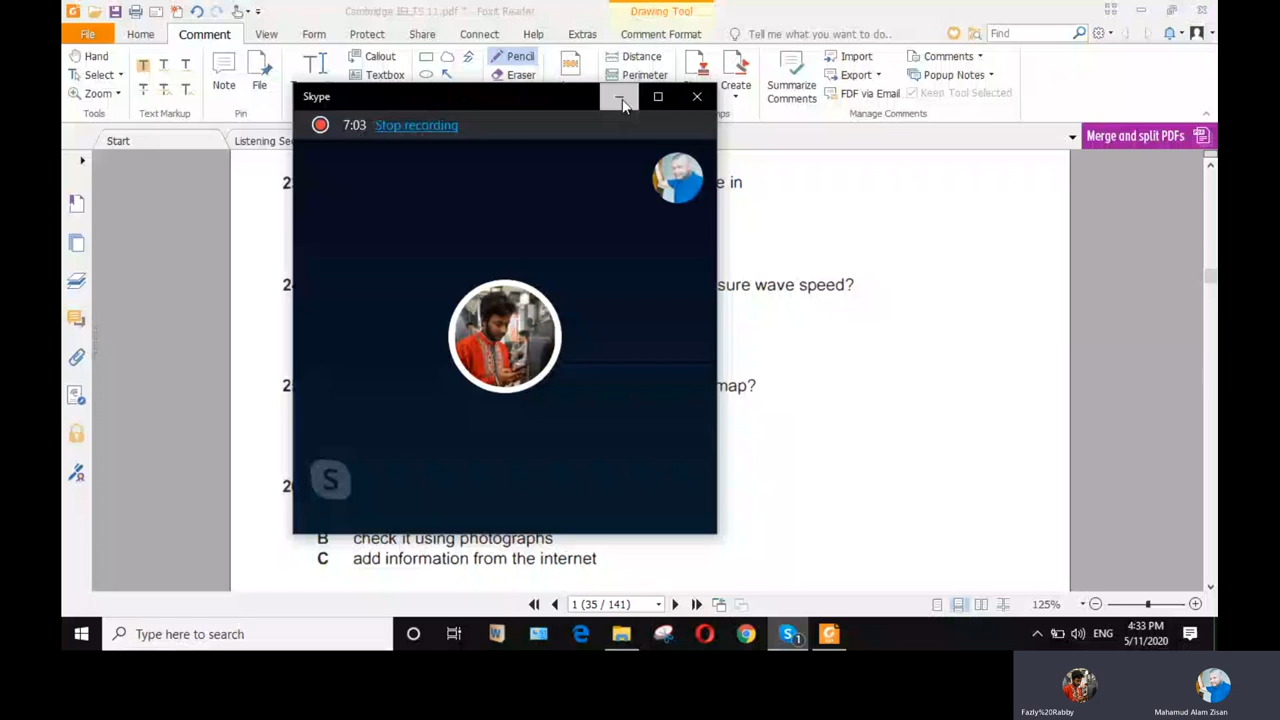 Cambridge IELTS 11.pdf * - Foxit Reader
Drawing Tool
File
Home
Comment
View
Form
Protect
Share
Connect
Help
Extras
Comment Format
Tell me what you want to do..
Find
Hand
Select
Zoom
Tools
Text Markup
Note
File
Pin
Callout
Textbox
Pencil
Eraser
Distance
Perimeter
Create
Summarize
Comments
Import
Export
FDF via Email
Comments
Popup Notes
Keep Tool Selected
Manage Comments
Skype
7:03 Stop recording
Start
Listening Sec
Merge and split PDFs
e in
sure wave speed?
map?
S
B check it using photographs
C add information from the internet
1 (35 / 141)
125%
Type here to search
ENG
4:33 PM
5/11/2020
Fazly%20Rabby
Mahamud Alam Zisan